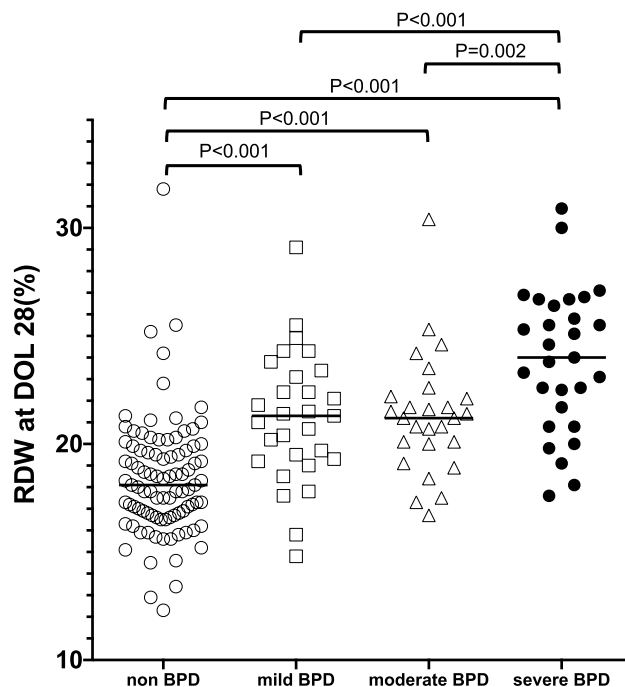 P<0.001
P=0.002
P<0.001
P<0.001
P<0.001
30
20
10
RDW at DOL 28(%)
non BPD mild BPD moderate BPD severe BPD